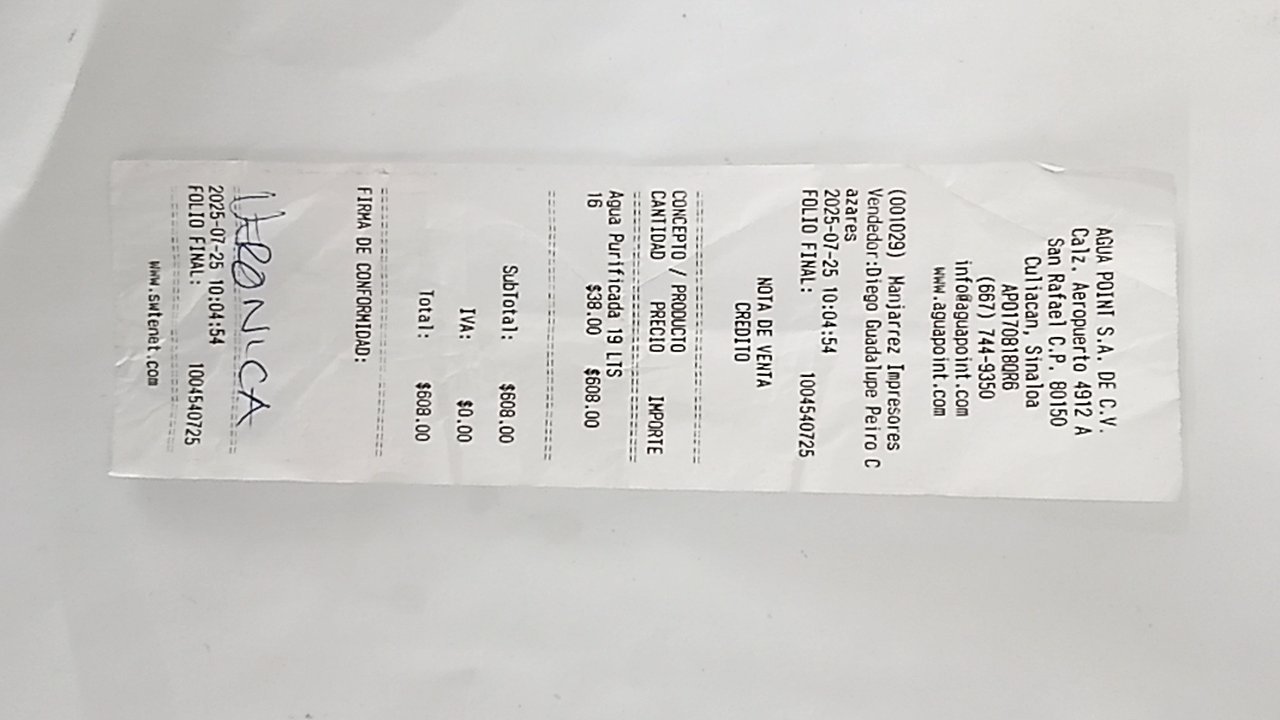 AGUA POINT S.A. DE C.V.
Calz. Aeropuerto 4912 A
San Rafael C.P. 80150
Culiacan, Sinaloa
APO170818QR6
(667) 744-9350
info@aguapoint.com
www.aguapoint.com
(001029) Manjarrez Impresores
Vendedor:Diego Guadalupe Peiro C
azares
2025-07-25 10:04:54
FOLIO FINAL: 1004540725
NOTA DE VENTA
CREDITO
CONCEPTO / PRODUCTO
CANTIDAD PRECIO IMPORTE
Agua Purificada 19 LTS
16 $38.00 $608.00
SubTotal: $608.00
IVA: $0.00
Total: $608.00
FIRMA DE CONFORMIDAD:
VERONICA
2025-07-25 10:04:54
FOLIO FINAL: 1004540725
www.swtenet.com